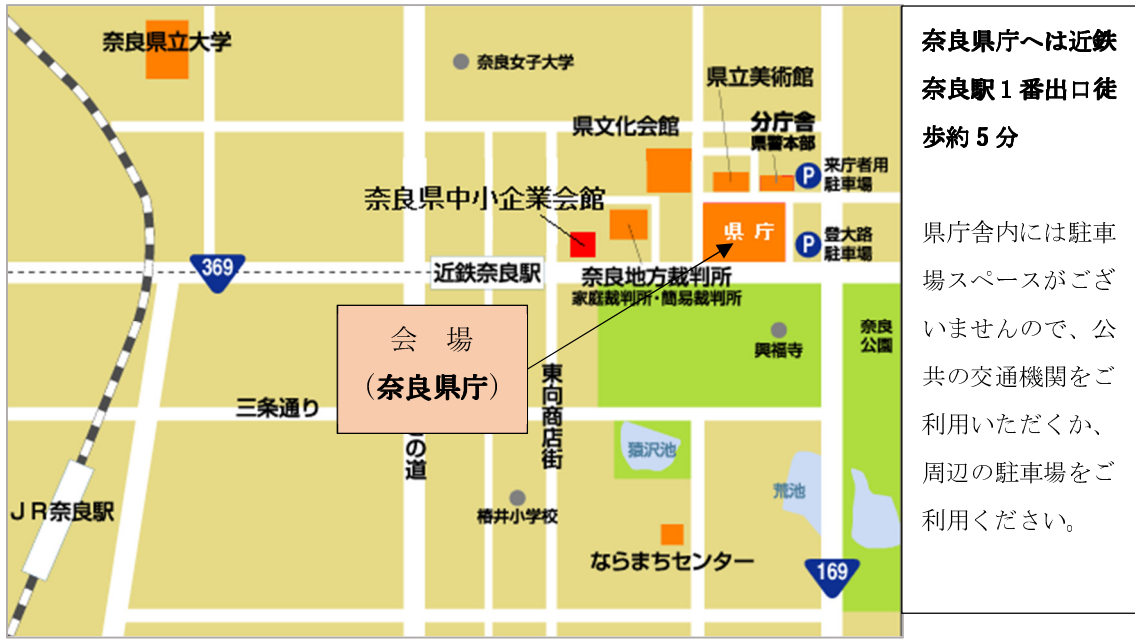 奈良県立大学
奈良女子大学
県立美術館
県文化会館
分庁舎
県警本部
P
来庁者用
駐車場
奈良県中小企業会館
県庁
P
登大路
駐車場
369
近鉄奈良駅
奈良地方裁判所
家庭裁判所・簡易裁判所
会 場
（奈良県庁）
興福寺
奈良
公園
三条通り
の道
東向商店街
猿沢池
荒池
JR奈良駅
椿井小学校
ならまちセンター
169
奈良県庁へは近鉄
奈良駅1番出口徒
歩約5分
県庁舎内には駐車
場スペースがござ
いませんので、公
共の交通機関をご
利用いただくか、
周辺の駐車場をご
利用ください。